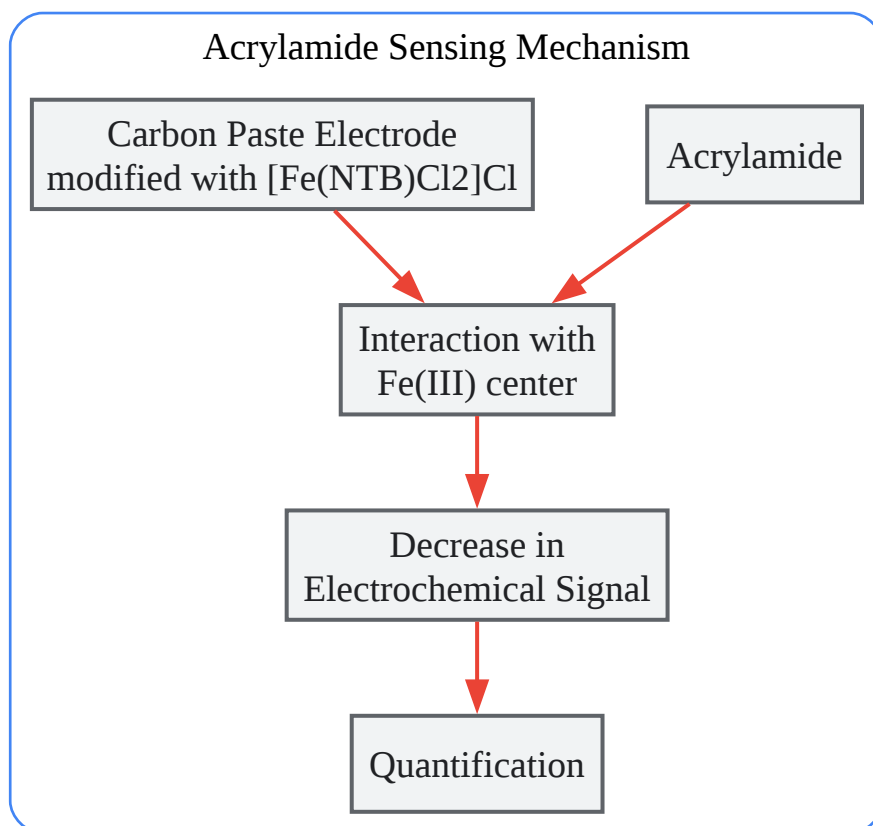 Acrylamide Sensing Mechanism
Carbon Paste Electrode
modified with [Fe(NTB)Cl2]Cl
Acrylamide
Interaction with
Fe(III) center
Decrease in
Electrochemical Signal
Quantification